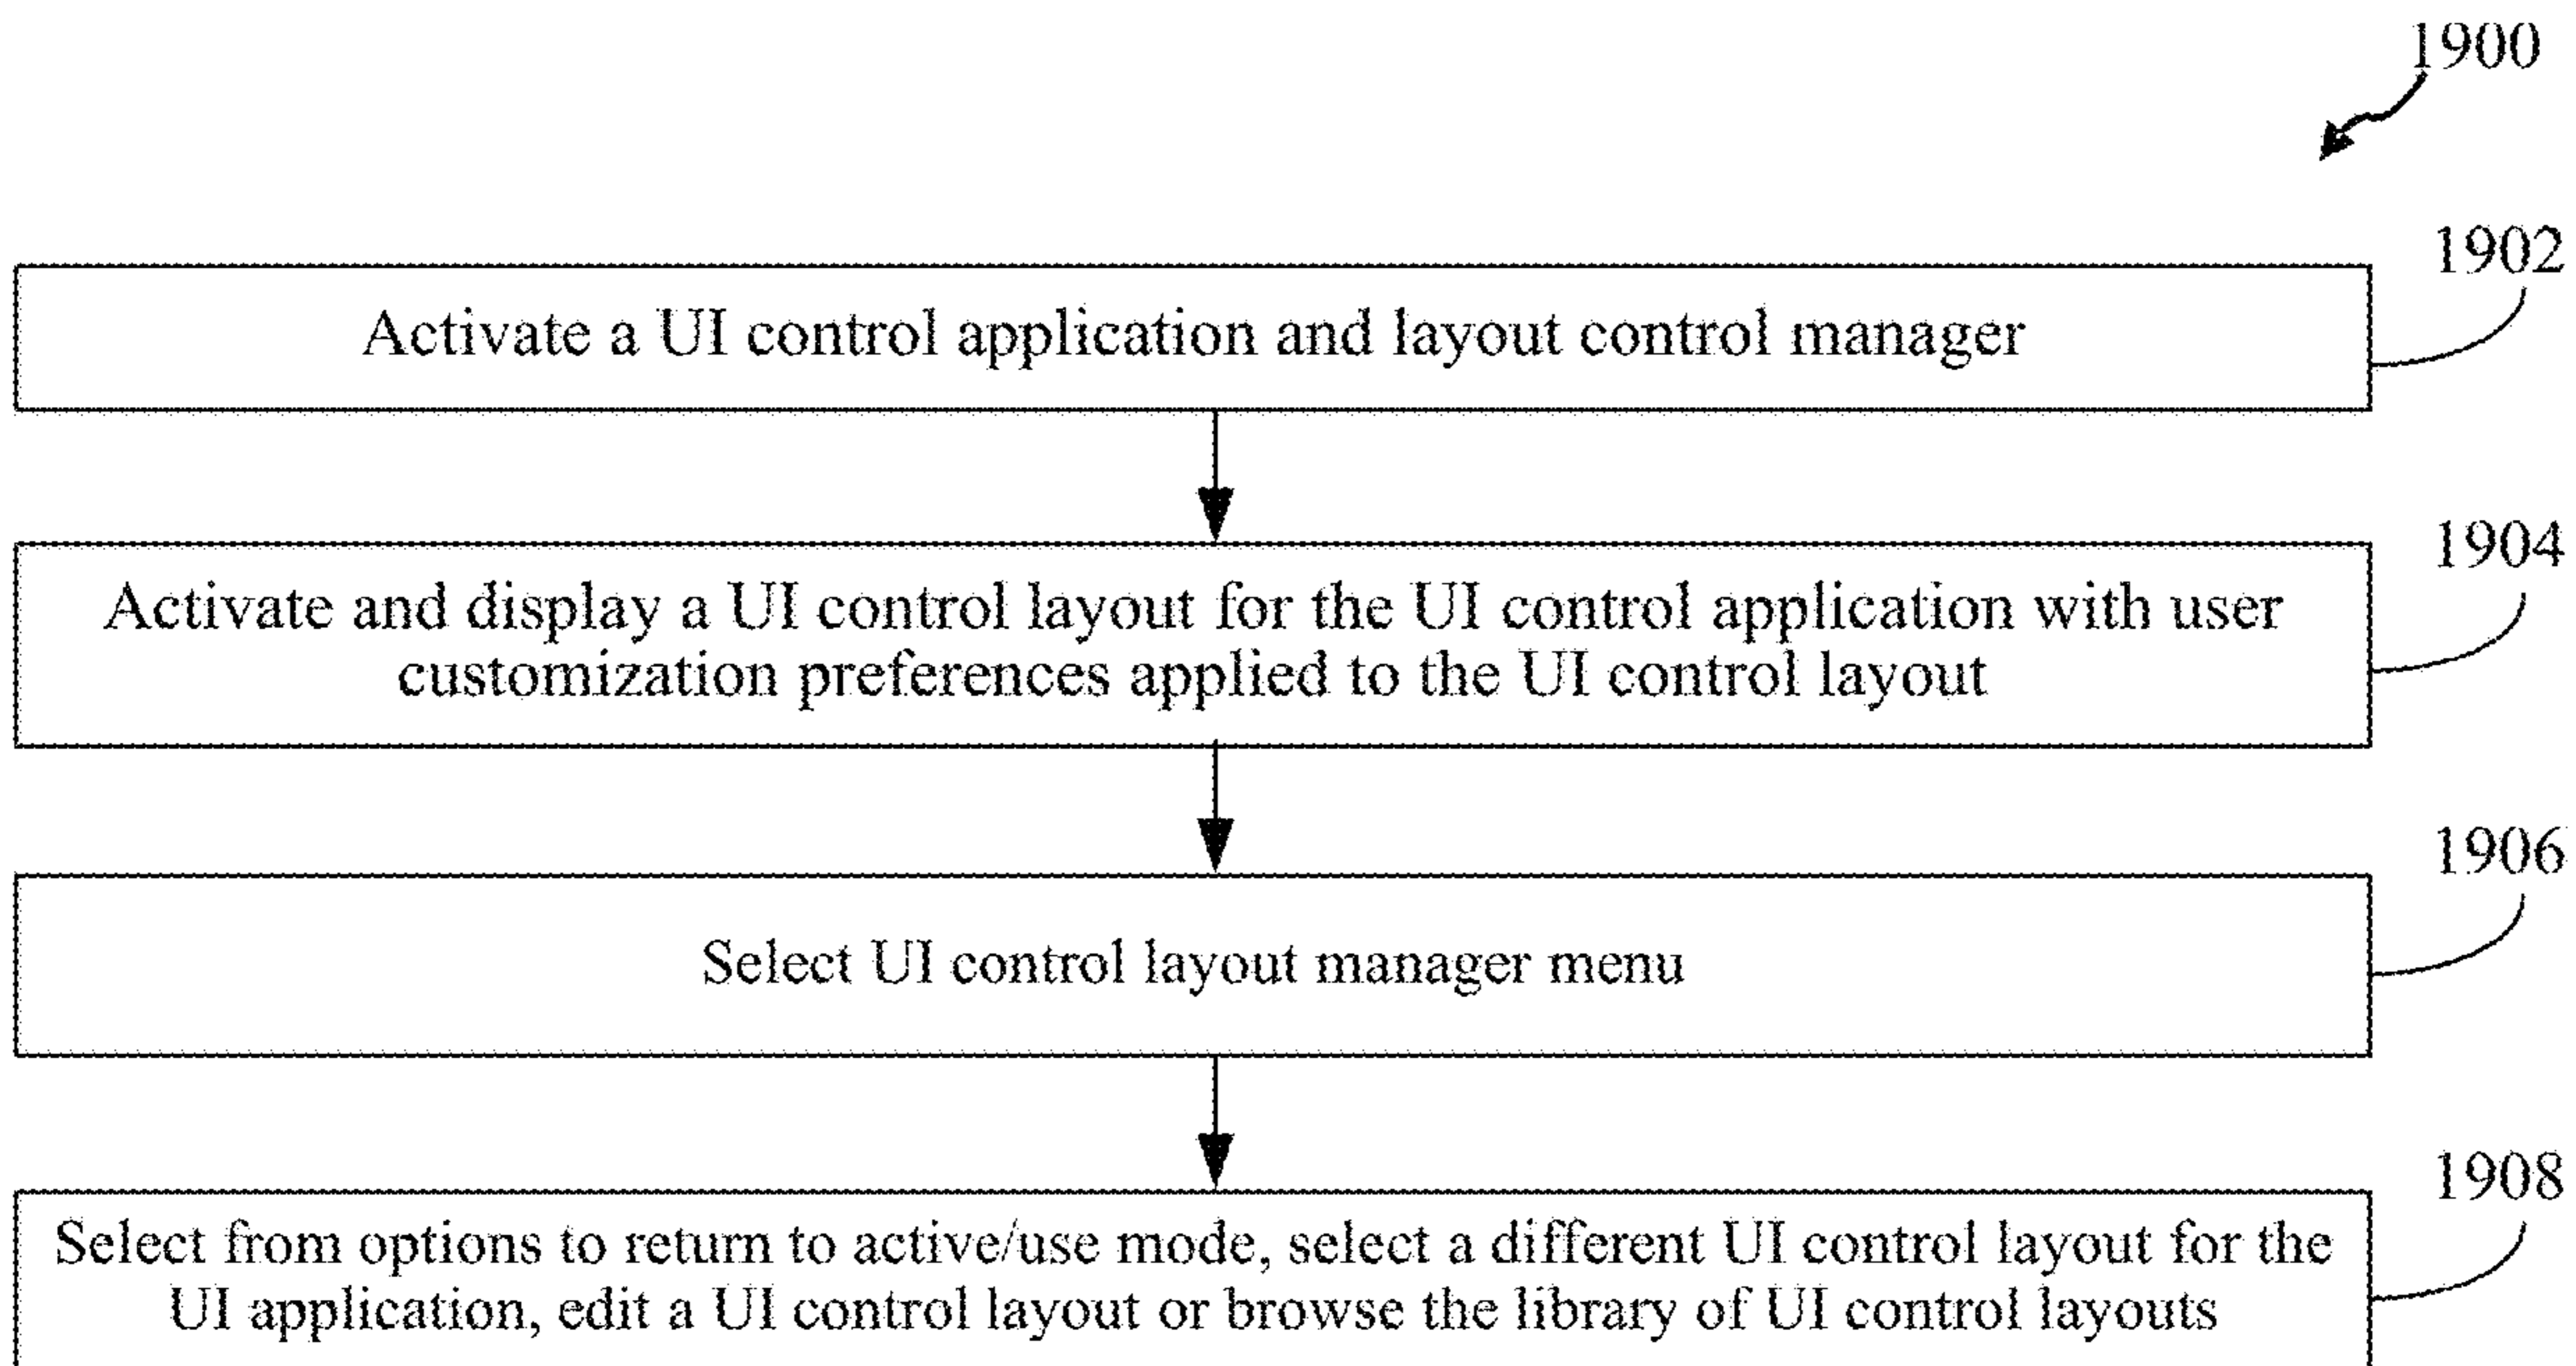 1900
1902
Activate a UI control application and layout control manager
1904
Activate and display a UI control layout for the UI control application with user
customization preferences applied to the UI control layout
1906
Select UI control layout manager menu
1908
Select from options to return to active/use mode, select a different UI control layout for the
UI application, edit a UI control layout or browse the library of UI control layouts